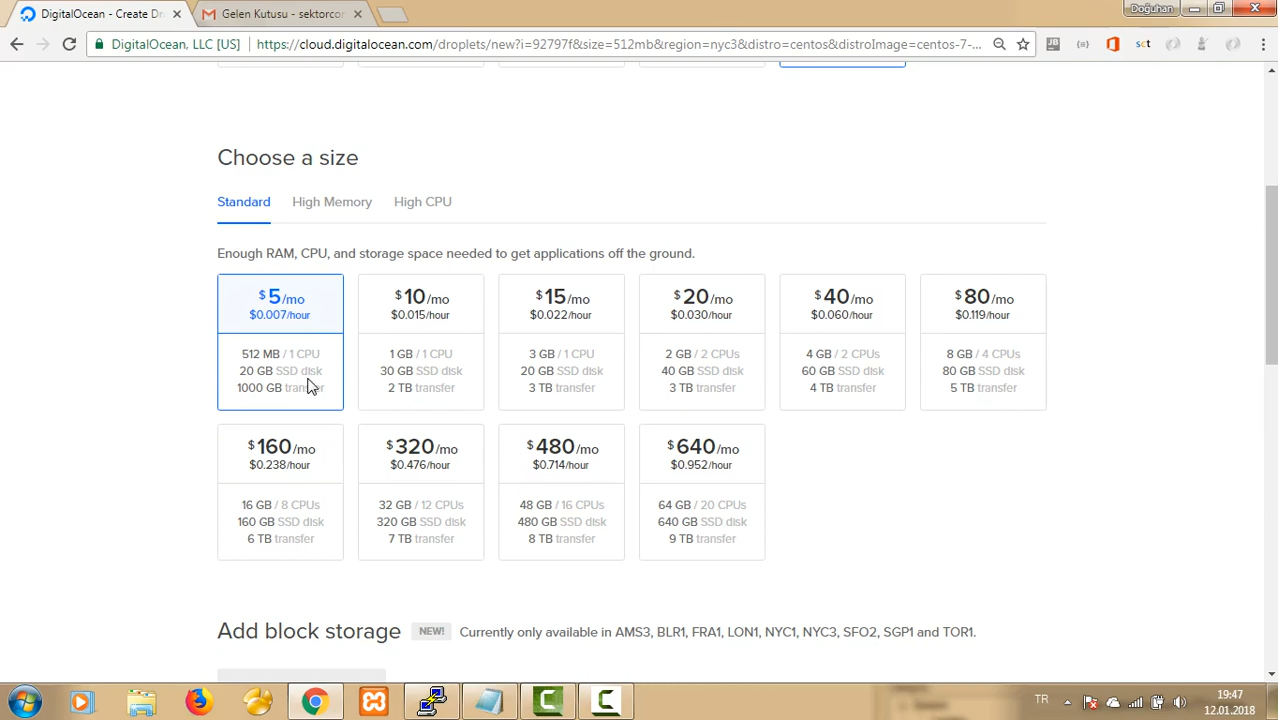 DigitalOcean - Create Dr
Gelen Kutusu - sektorcor
Doğuhan
DigitalOcean, LLC [US]
https://cloud.digitalocean.com/droplets/new?i=92797f&size=512mb&region=nyc3&distro=centos&distroImage=centos-7-...
Choose a size
Standard
High Memory
High CPU
Enough RAM, CPU, and storage space needed to get applications off the ground.
$ 5/mo
$0.007/hour
512 MB / 1 CPU
20 GB SSD disk
1000 GB transfer
$ 10/mo
$0.015/hour
1 GB / 1 CPU
30 GB SSD disk
2 TB transfer
$ 15/mo
$0.022/hour
3 GB / 1 CPU
20 GB SSD disk
3 TB transfer
$ 20/mo
$0.030/hour
2 GB / 2 CPUs
40 GB SSD disk
3 TB transfer
$ 40/mo
$0.060/hour
4 GB / 2 CPUs
60 GB SSD disk
4 TB transfer
$ 80/mo
$0.119/hour
8 GB / 4 CPUs
80 GB SSD disk
5 TB transfer
$ 160/mo
$0.238/hour
16 GB / 8 CPUs
160 GB SSD disk
6 TB transfer
$ 320/mo
$0.476/hour
32 GB / 12 CPUs
320 GB SSD disk
7 TB transfer
$ 480/mo
$0.714/hour
48 GB / 16 CPUs
480 GB SSD disk
8 TB transfer
$ 640/mo
$0.952/hour
64 GB / 20 CPUs
640 GB SSD disk
9 TB transfer
Add block storage
NEW!
Currently only available in AMS3, BLR1, FRA1, LON1, NYC1, NYC3, SFO2, SGP1 and TOR1.
TR
19:47
12.01.2018